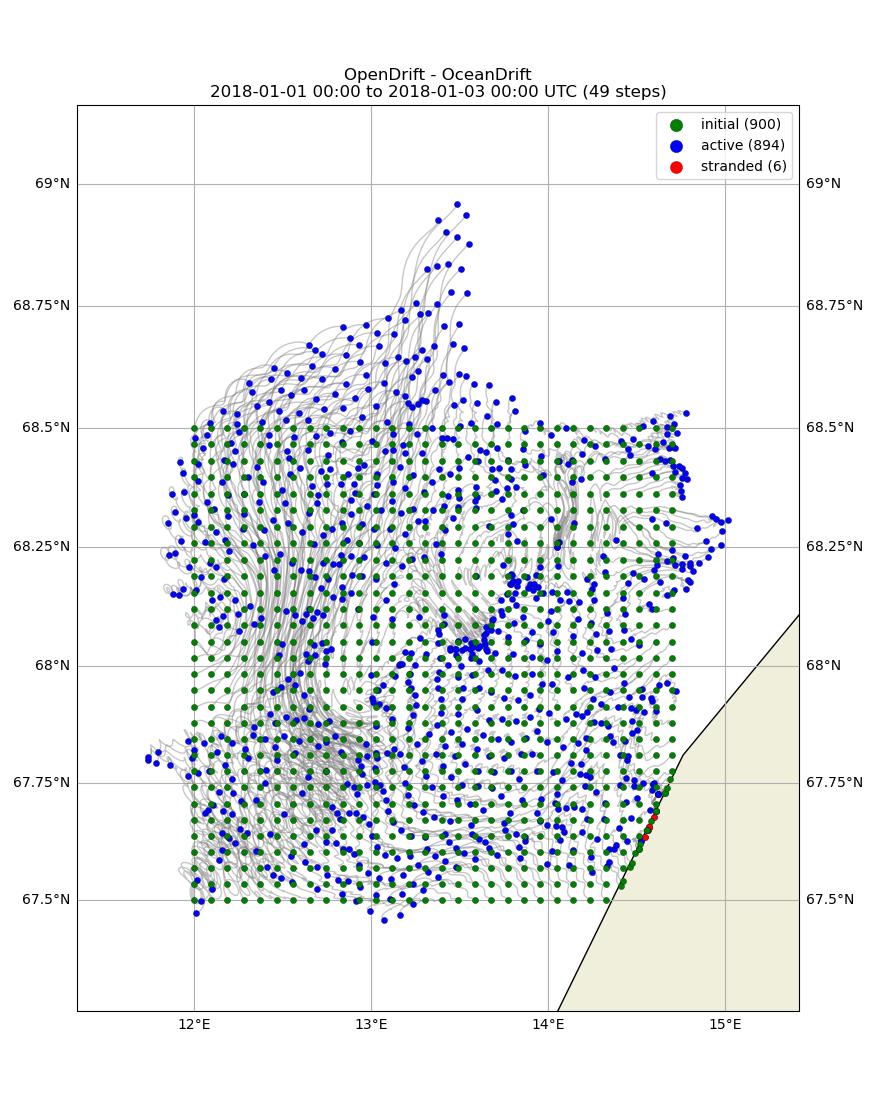 OpenDrift - OceanDrift
2018-01-01 00:00 to 2018-01-03 00:00 UTC (49 steps)
initial (900)
active (894)
stranded (6)
69°N 69°N
68.75°N 68.75°N
68.5°N 68.5°N
68.25°N 68.25°N
68°N 68°N
67.75°N 67.75°N
67.5°N 67.5°N
12°E 13°E 14°E 15°E